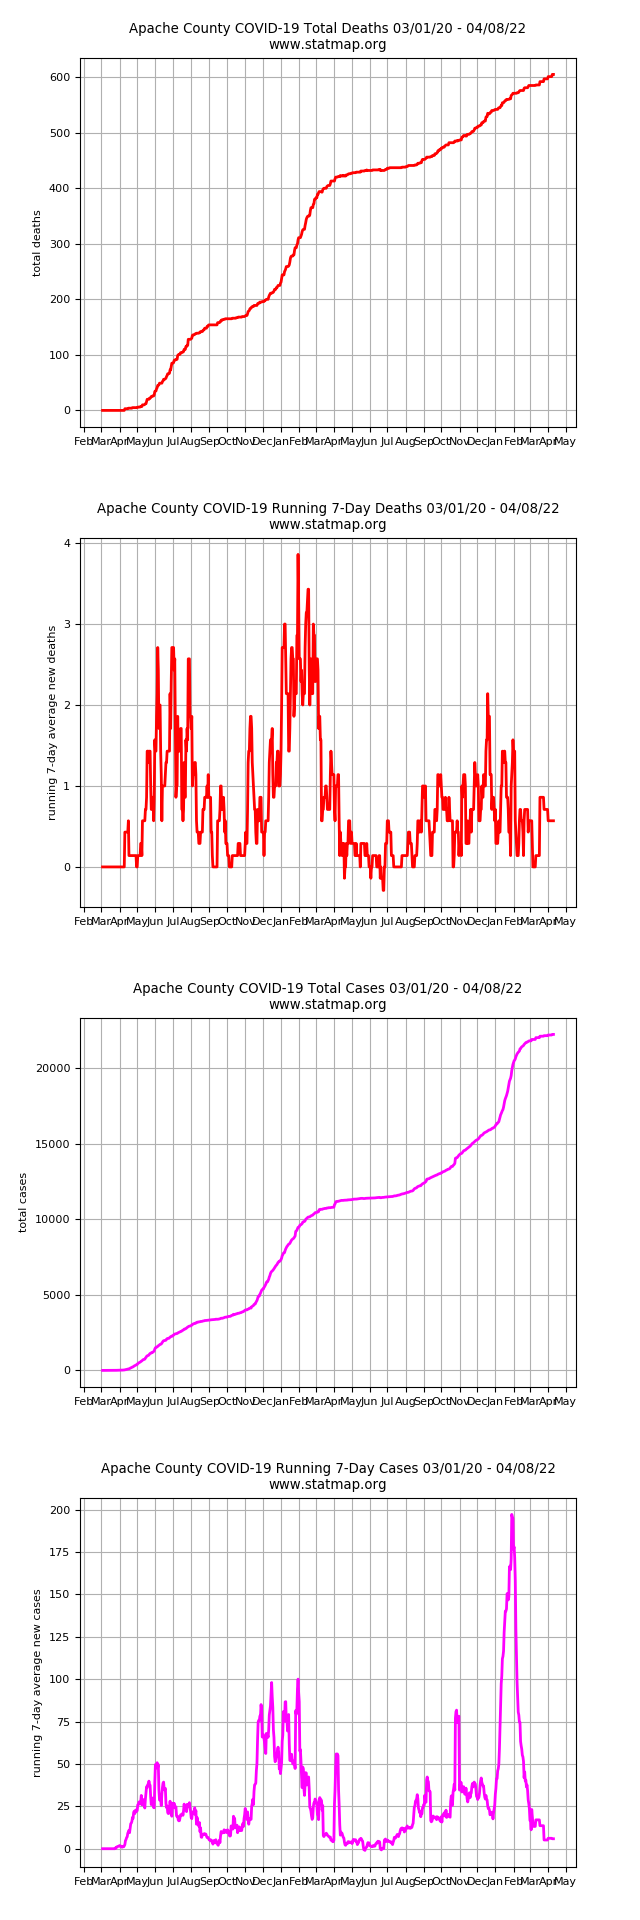 Apache County COVID-19 Total Deaths 03/01/20 - 04/08/22
www.statmap.org
600
500
400
300
200
100
0
total deaths
Feb Mar Apr May Jun Jul Aug Sep Oct Nov Dec Jan Feb Mar Apr May Jun Jul Aug Sep Oct Nov Dec Jan Feb Mar Apr May
Apache County COVID-19 Running 7-Day Deaths 03/01/20 - 04/08/22
www.statmap.org
4
3
2
1
0
running 7-day average new deaths
Feb Mar Apr May Jun Jul Aug Sep Oct Nov Dec Jan Feb Mar Apr May Jun Jul Aug Sep Oct Nov Dec Jan Feb Mar Apr May
Apache County COVID-19 Total Cases 03/01/20 - 04/08/22
www.statmap.org
20000
15000
10000
5000
0
total cases
Feb Mar Apr May Jun Jul Aug Sep Oct Nov Dec Jan Feb Mar Apr May Jun Jul Aug Sep Oct Nov Dec Jan Feb Mar Apr May
Apache County COVID-19 Running 7-Day Cases 03/01/20 - 04/08/22
www.statmap.org
200
175
150
125
100
75
50
25
0
running 7-day average new cases
Feb Mar Apr May Jun Jul Aug Sep Oct Nov Dec Jan Feb Mar Apr May Jun Jul Aug Sep Oct Nov Dec Jan Feb Mar Apr May